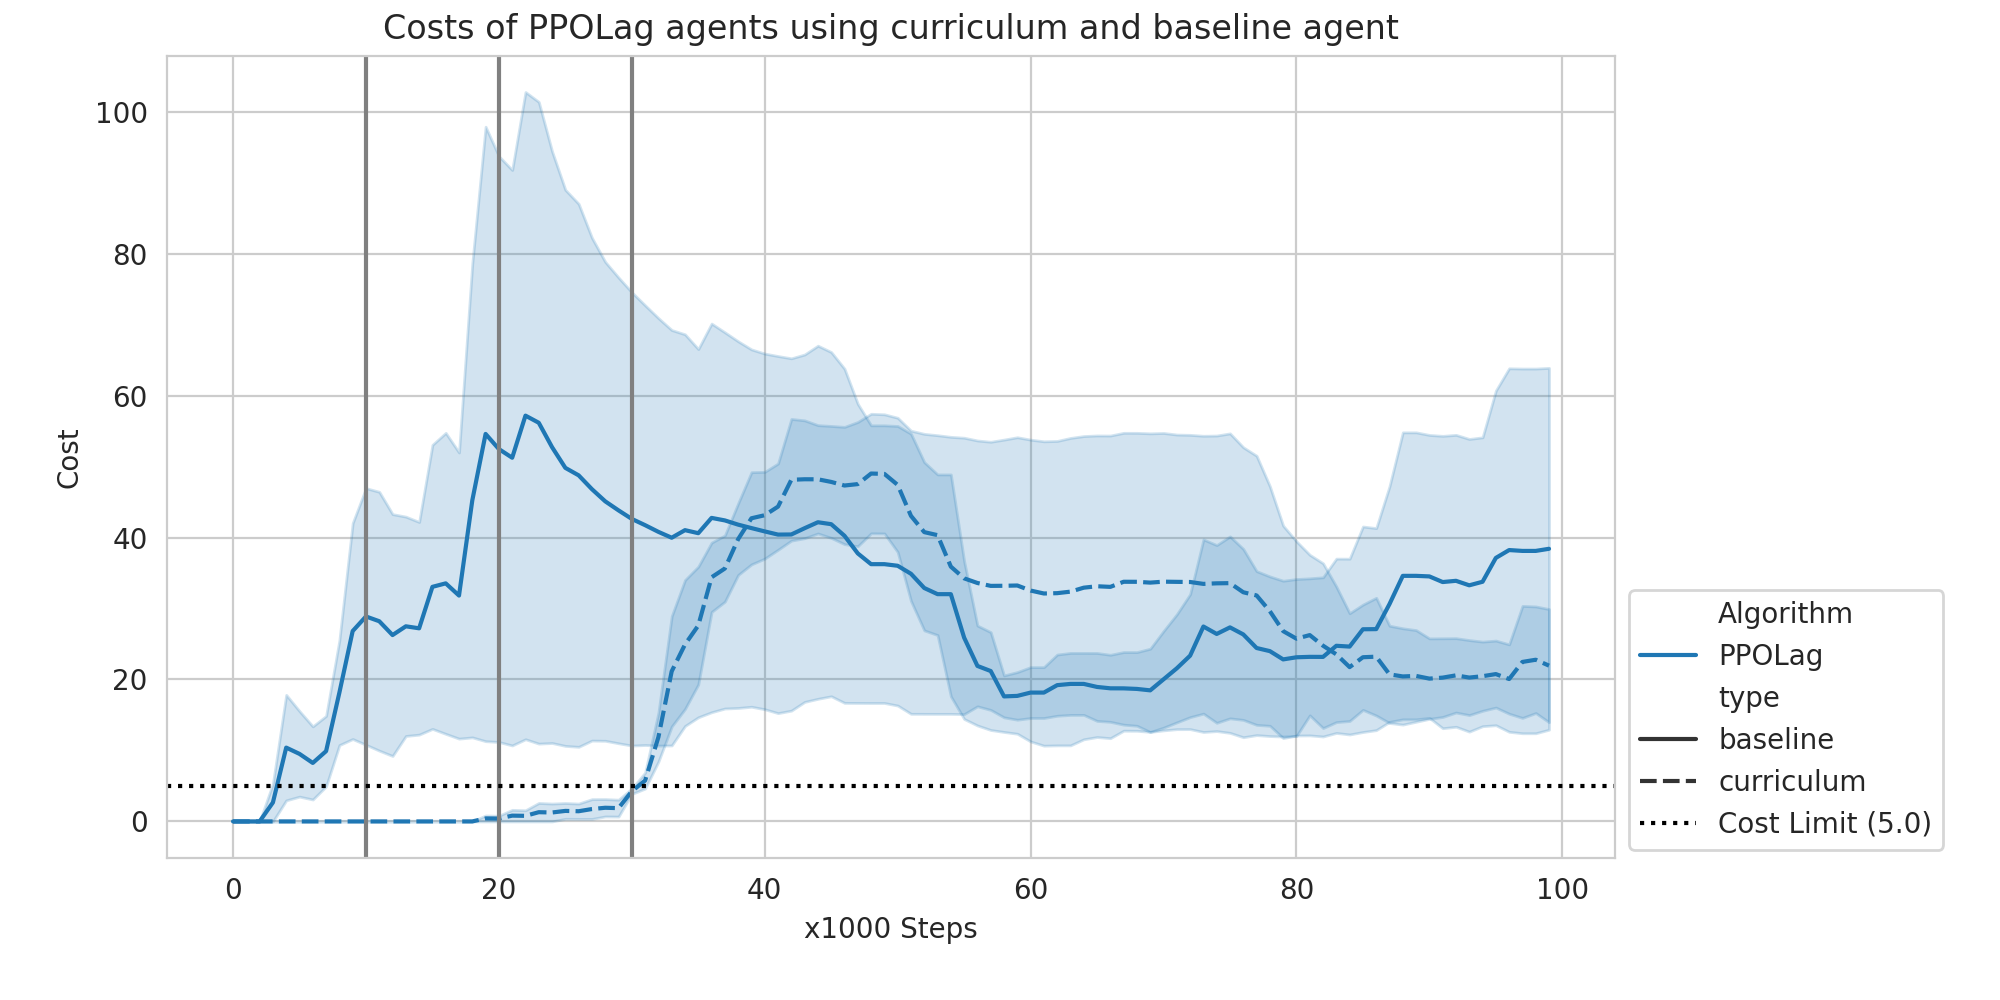 Costs of PPOLag agents using curriculum and baseline agent
100
80
60
40
20
0
Cost
0 20 40 60 80 100
x1000 Steps
Algorithm
PPOLag
type
baseline
curriculum
Cost Limit (5.0)